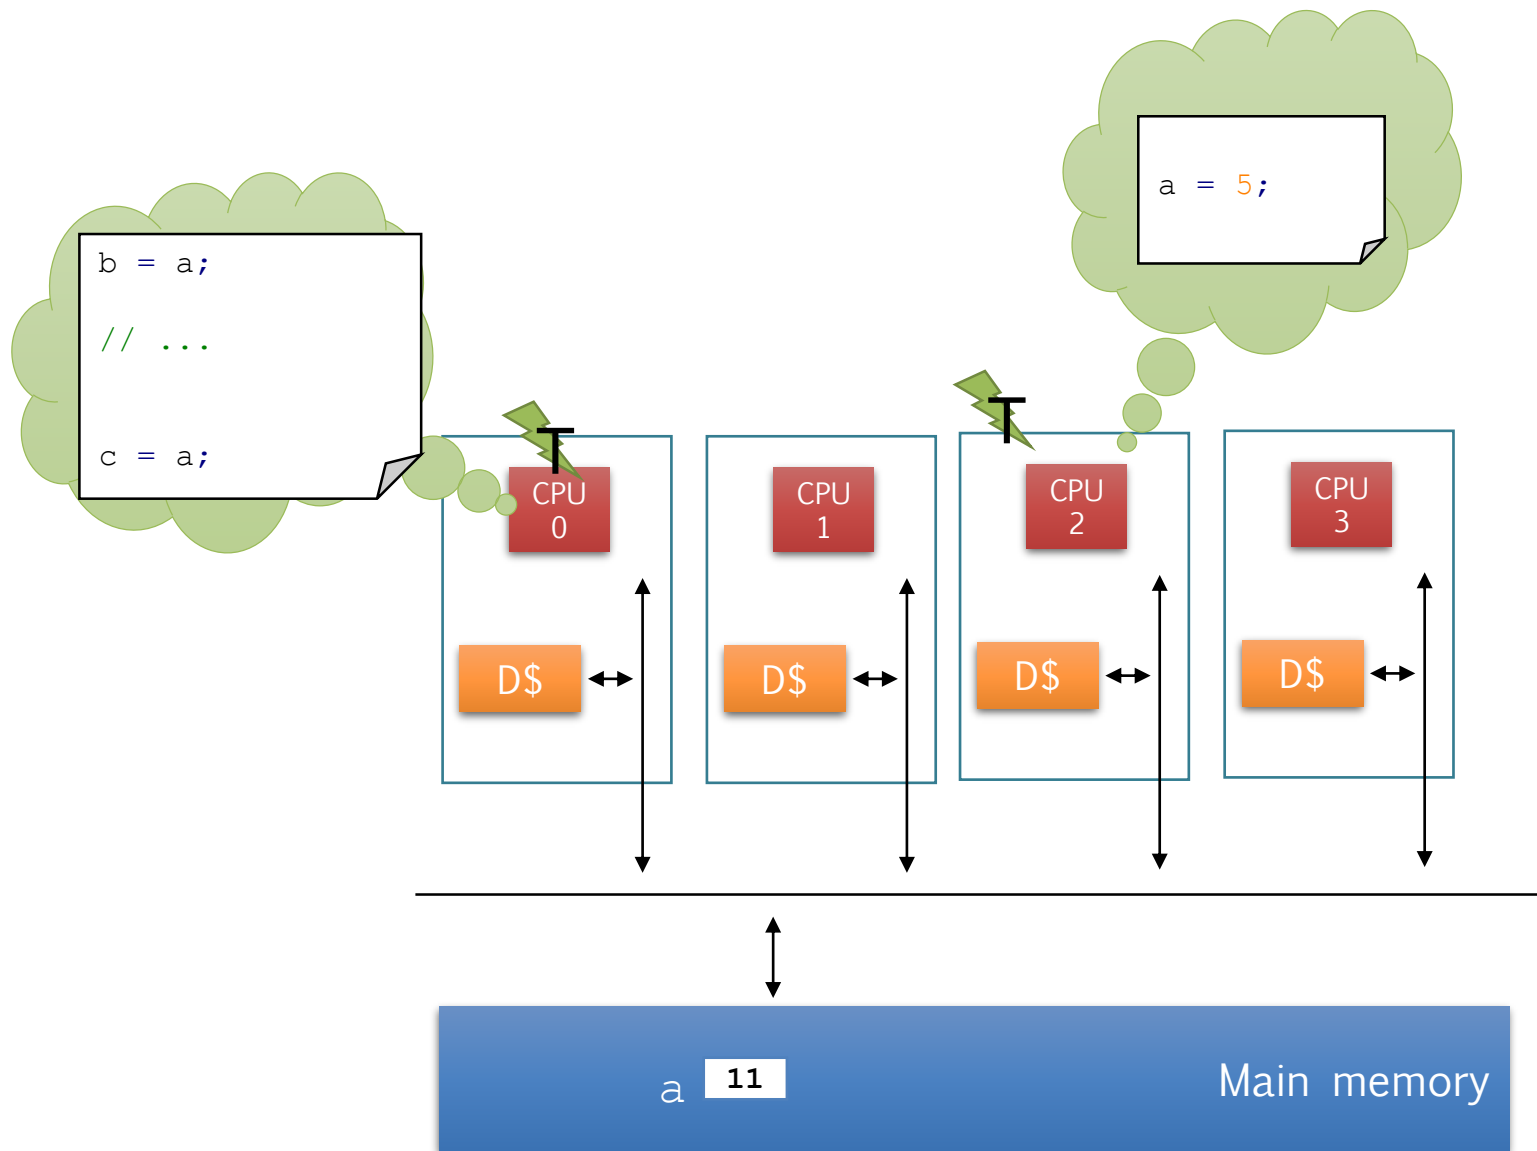 a = 5;
b = a;
// ...
c = a;
T
T
CPU
0
CPU
1
CPU
2
CPU
3
D$
D$
D$
D$
a 11
Main memory